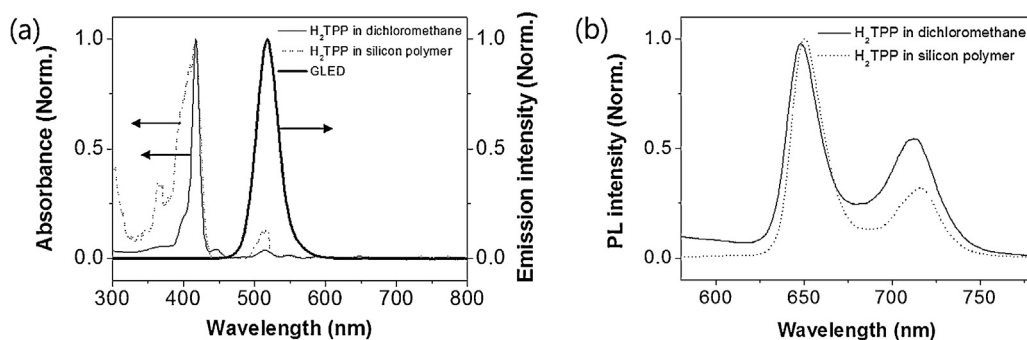 (a)
H2TPP in dichloromethane
H2TPP in silicon polymer
GLED
1.0
0.5
0.0
Absorbance (Norm.)
1.0
0.5
0.0
Emission intensity (Norm.)
300 400 500 600 700 800
Wavelength (nm)
(b)
H2TPP in dichloromethane
H2TPP in silicon polymer
1.0
0.5
0.0
PL intensity (Norm.)
600 650 700 750
Wavelength (nm)